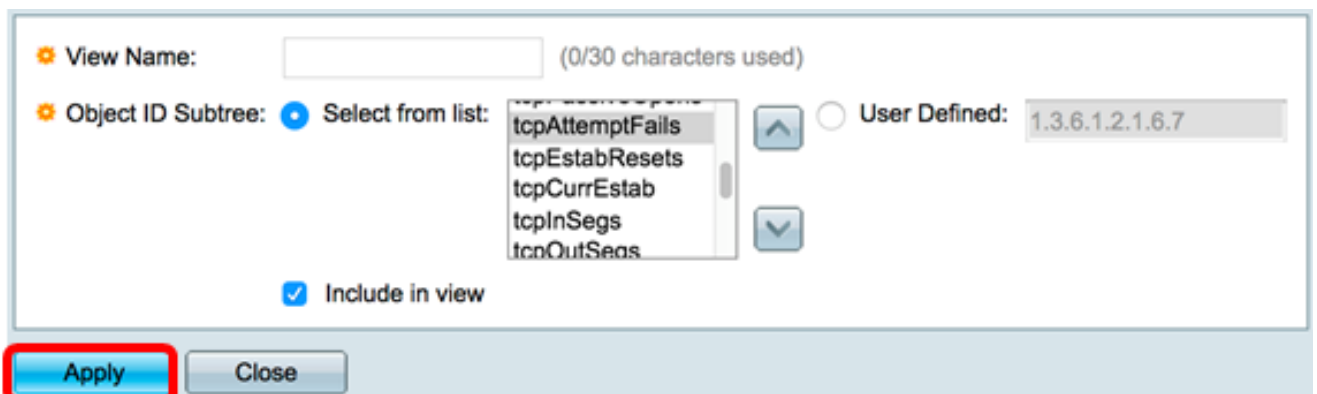 View Name: (0/30 characters used)
Object ID Subtree: Select from list: User Defined: 1.3.6.1.2.1.6.7
tcpAttemptFails
tcpEstabResets
tcpCurrEstab
tcpInSegs
tcpOutSegs
Include in view
Apply Close